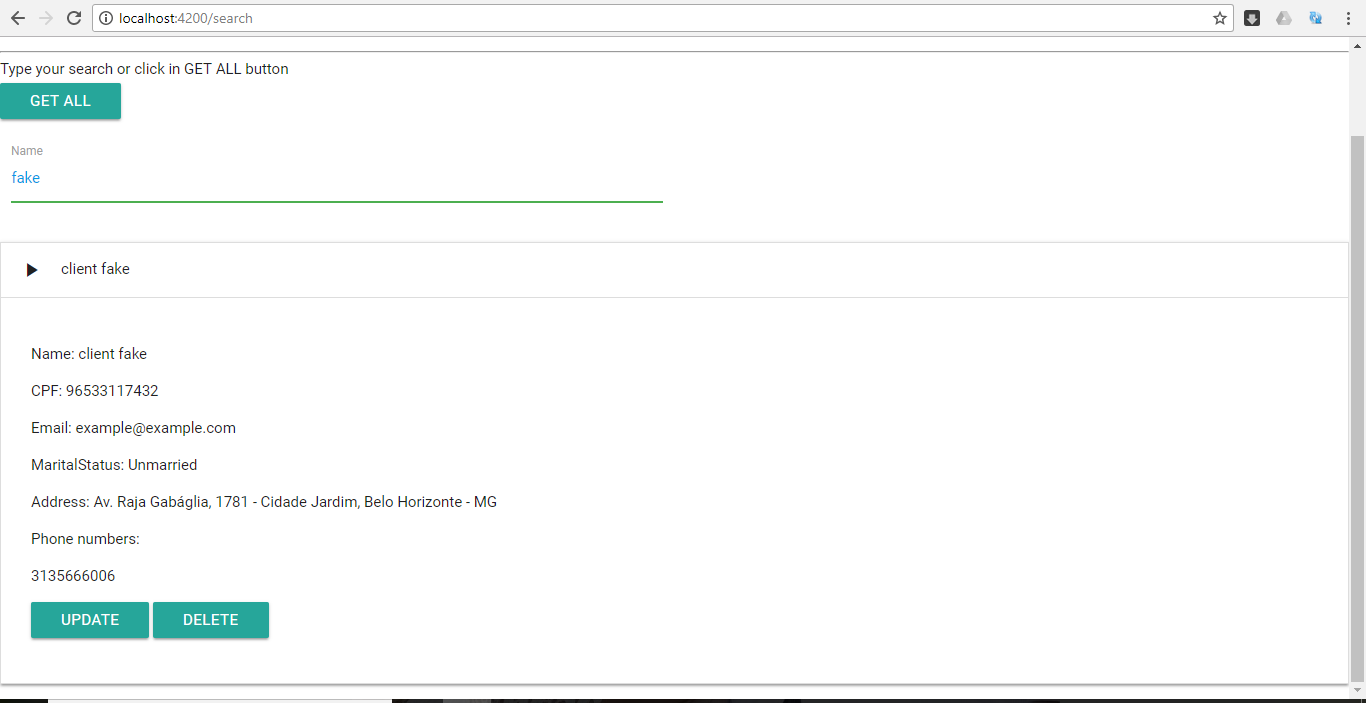 localhost:4200/search
Type your search or click in GET ALL button
GET ALL
Name
fake
client fake
Name: client fake
CPF: 96533117432
Email: example@example.com
MaritalStatus: Unmarried
Address: Av. Raja Gabáglia, 1781 - Cidade Jardim, Belo Horizonte - MG
Phone numbers:
3135666006
UPDATE DELETE